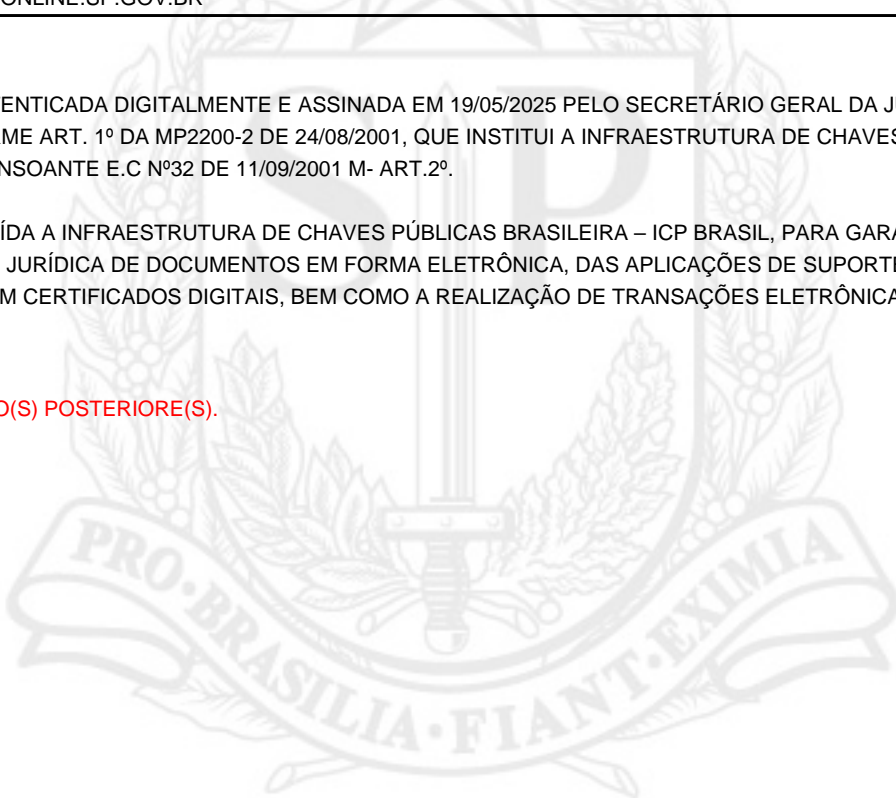 ONLINE.SP.GOV.BR
ENTICADA DIGITALMENTE E ASSINADA EM 19/05/2025 PELO SECRETÁRIO GERAL DA J
ME ART. 1º DA MP2200-2 DE 24/08/2001, QUE INSTITUI A INFRAESTRUTURA DE CHAVES
NSOANTE E.C Nº32 DE 11/09/2001 M- ART.2º.
ÍDA A INFRAESTRUTURA DE CHAVES PÚBLICAS BRASILEIRA – ICP BRASIL, PARA GARA
JURÍDICA DE DOCUMENTOS EM FORMA ELETRÔNICA, DAS APLICAÇÕES DE SUPORTE
M CERTIFICADOS DIGITAIS, BEM COMO A REALIZAÇÃO DE TRANSAÇÕES ELETRÔNICA
O(S) POSTERIORE(S).
SP
PRO·BRASILIA·FIANT·EXIMIA